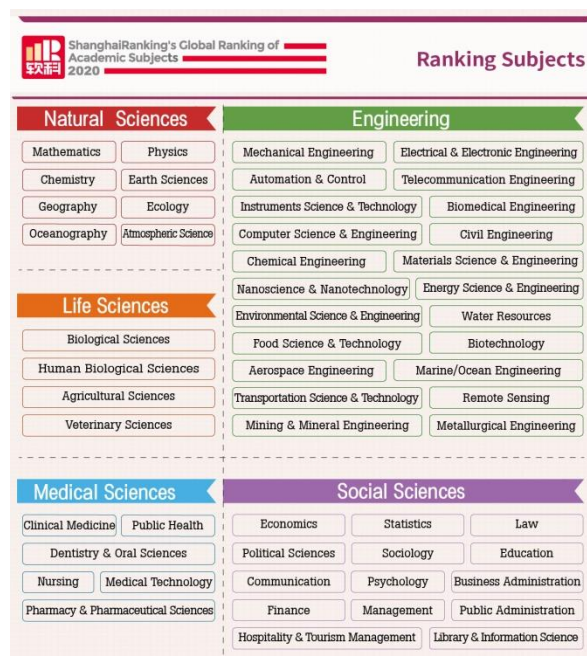 软科
ShanghaiRanking's Global Ranking of
Academic Subjects
2020
Ranking Subjects
Natural Sciences
Mathematics
Physics
Chemistry
Earth Sciences
Geography
Ecology
Oceanography
Atmospheric Science
Life Sciences
Biological Sciences
Human Biological Sciences
Agricultural Sciences
Veterinary Sciences
Engineering
Mechanical Engineering
Electrical & Electronic Engineering
Automation & Control
Telecommunication Engineering
Instruments Science & Technology
Biomedical Engineering
Computer Science & Engineering
Civil Engineering
Chemical Engineering
Materials Science & Engineering
Nanoscience & Nanotechnology
Energy Science & Engineering
Environmental Science & Engineering
Water Resources
Food Science & Technology
Biotechnology
Aerospace Engineering
Marine/Ocean Engineering
Transportation Science & Technology
Remote Sensing
Mining & Mineral Engineering
Metallurgical Engineering
Medical Sciences
Clinical Medicine
Public Health
Dentistry & Oral Sciences
Nursing
Medical Technology
Pharmacy & Pharmaceutical Sciences
Social Sciences
Economics
Statistics
Law
Political Sciences
Sociology
Education
Communication
Psychology
Business Administration
Finance
Management
Public Administration
Hospitality & Tourism Management
Library & Information Science